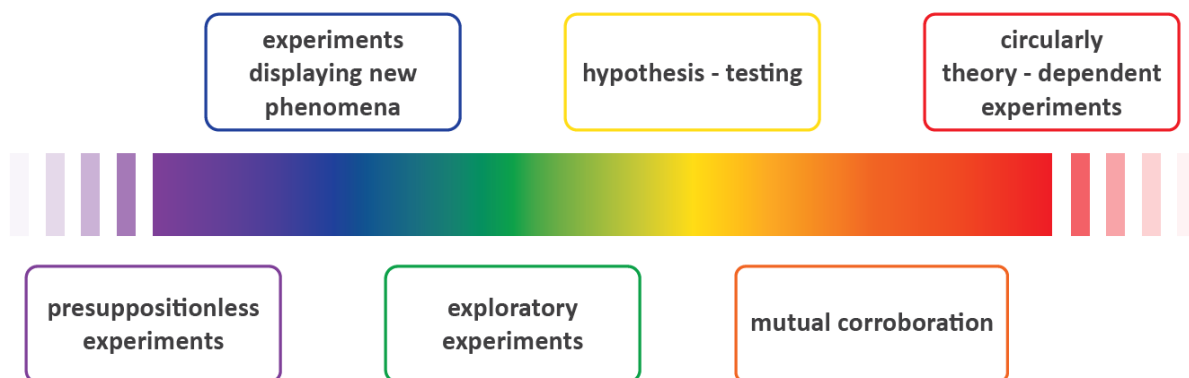 experiments
displaying new
phenomena
hypothesis - testing
circularly
theory - dependent
experiments
presuppositionless
experiments
exploratory
experiments
mutual corroboration